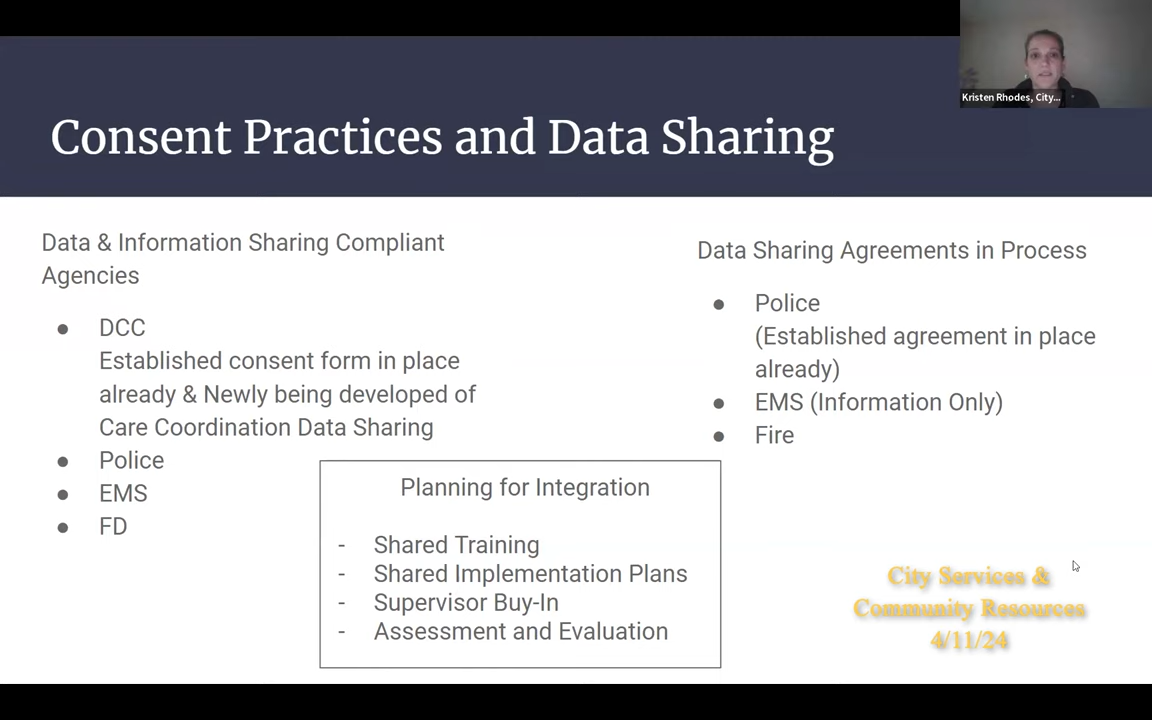 Kristen Rhodes, City...
Consent Practices and Data Sharing
Data & Information Sharing Compliant
Agencies
● DCC
Established consent form in place
already & Newly being developed of
Care Coordination Data Sharing
● Police
● EMS
● FD
Data Sharing Agreements in Process
● Police
(Established agreement in place
already)
● EMS (Information Only)
● Fire
Planning for Integration
- Shared Training
- Shared Implementation Plans
- Supervisor Buy-In
- Assessment and Evaluation
City Services &
Community Resources
4/11/24